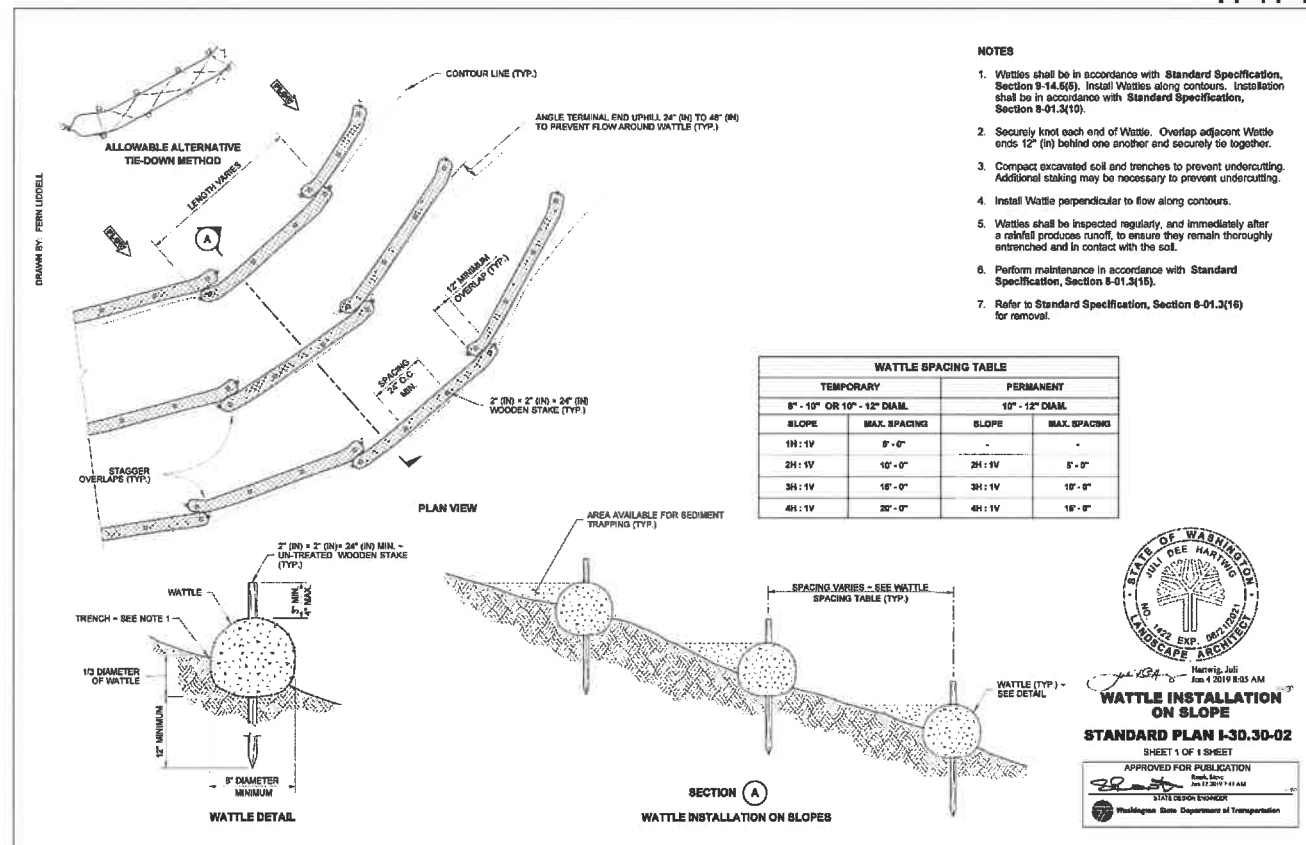 DRAWN BY: FERN LIDDELL
ALLOWABLE ALTERNATIVE
TIE-DOWN METHOD
LENGTH VARIES
A
CONTOUR LINE (TYP.)
ANGLE TERMINAL END UPHILL 24" (IN) TO 48" (IN)
TO PREVENT FLOW AROUND WATTLE (TYP.)
12" MINIMUM
OVERLAP (TYP.)
SPACING
24" O.C.
MIN.
2" (IN) × 2" (IN) × 24" (IN)
WOODEN STAKE (TYP.)
STAGGER
OVERLAPS (TYP.)
PLAN VIEW
NOTES
1. Wattles shall be in accordance with Standard Specification,
Section 9-14.5(5). Install Wattles along contours. Installation
shall be in accordance with Standard Specification,
Section 8-01.3(10).
2. Securely knot each end of Wattle. Overlap adjacent Wattle
ends 12" (in) behind one another and securely tie together.
3. Compact excavated soil and trenches to prevent undercutting.
Additional staking may be necessary to prevent undercutting.
4. Install Wattle perpendicular to flow along contours.
5. Wattles shall be inspected regularly, and immediately after
a rainfall produces runoff, to ensure they remain thoroughly
entrenched and in contact with the soil.
6. Perform maintenance in accordance with Standard
Specification, Section 8-01.3(15).
7. Refer to Standard Specification, Section 8-01.3(16)
for removal.
WATTLE SPACING TABLE
TEMPORARY PERMANENT
8" - 10" OR 10" - 12" DIAM. 10" - 12" DIAM.
SLOPE MAX. SPACING SLOPE MAX. SPACING
1H : 1V 5' - 0" - -
2H : 1V 10' - 0" 2H : 1V 5' - 0"
3H : 1V 15' - 0" 3H : 1V 10' - 0"
4H : 1V 20' - 0" 4H : 1V 15' - 0"
2" (IN) × 2" (IN) × 24" (IN) MIN. ~
UN-TREATED WOODEN STAKE
(TYP.)
WATTLE
TRENCH ~ SEE NOTE 1
1/3 DIAMETER
OF WATTLE
12" MINIMUM
MIN.
4" MAX.
8" DIAMETER
MINIMUM
WATTLE DETAIL
AREA AVAILABLE FOR SEDIMENT
TRAPPING (TYP.)
SPACING VARIES ~ SEE WATTLE
SPACING TABLE (TYP.)
WATTLE (TYP.) ~
SEE DETAIL
SECTION A
WATTLE INSTALLATION ON SLOPES
STATE OF WASHINGTON
JULI DEE HARTWIG
NO. 1422 EXP. 08/21/2021
LANDSCAPE ARCHITECT
Hartwig, Juli
Jun 4 2019 8:05 AM
WATTLE INSTALLATION
ON SLOPE
STANDARD PLAN I-30.30-02
SHEET 1 OF 1 SHEET
APPROVED FOR PUBLICATION
STATE DESIGN ENGINEER
Washington State Department of Transportation